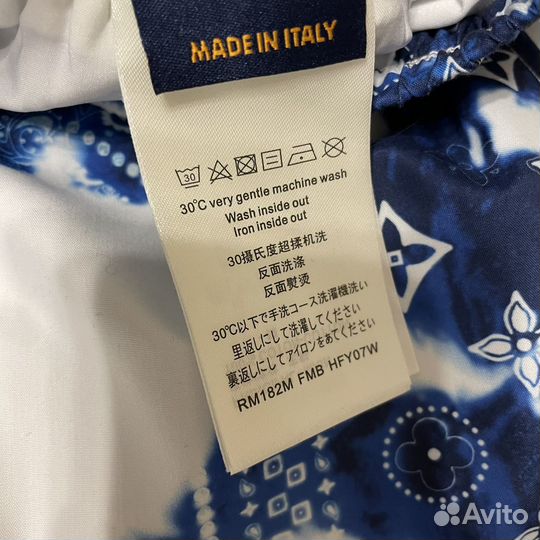 MADE IN ITALY
30
30°C very gentle machine wash
Wash inside out
Iron inside out
30摄氏度超揉机洗
反面洗涤
反面熨烫
30℃以下で手洗コース洗濯機洗い
里返しにして洗濯してください
裏返しにしてアイロンをあてください
RM182M FMB HFY07W
Avito